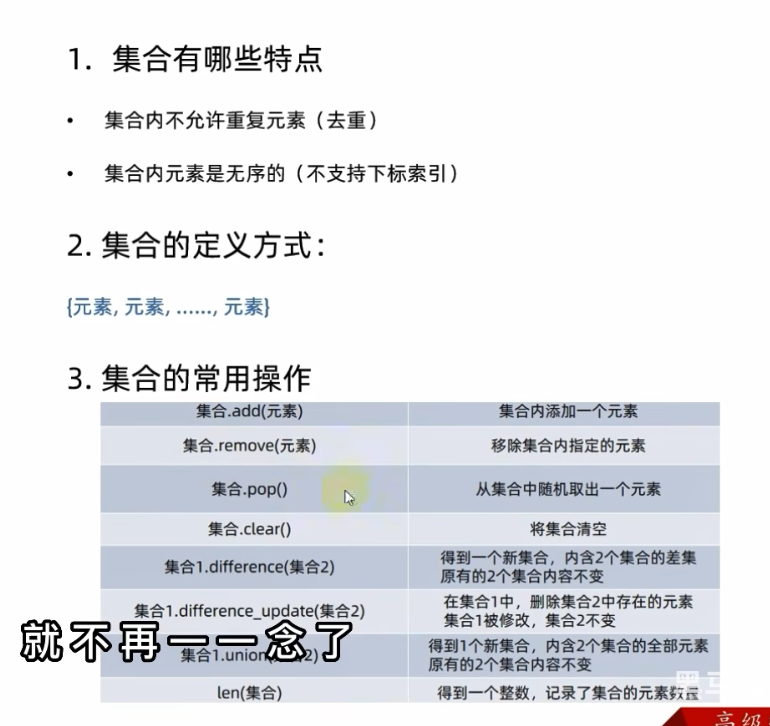 1. 集合有哪些特点
• 集合内不允许重复元素（去重）
• 集合内元素是无序的（不支持下标索引）
2. 集合的定义方式：
{元素, 元素, ......, 元素}
3. 集合的常用操作
集合.add(元素) 集合内添加一个元素
集合.remove(元素) 移除集合内指定的元素
集合.pop() 从集合中随机取出一个元素
集合.clear() 将集合清空
集合1.difference(集合2) 得到一个新集合，内含2个集合的差集
原有的2个集合内容不变
集合1.difference_update(集合2) 在集合1中，删除集合2中存在的元素
集合1被修改，集合2不变
集合1.union(集合2) 得到1个新集合，内含2个集合的全部元素
原有的2个集合内容不变
就不再一一念了
len(集合) 得到一个整数，记录了集合的元素数量
高级